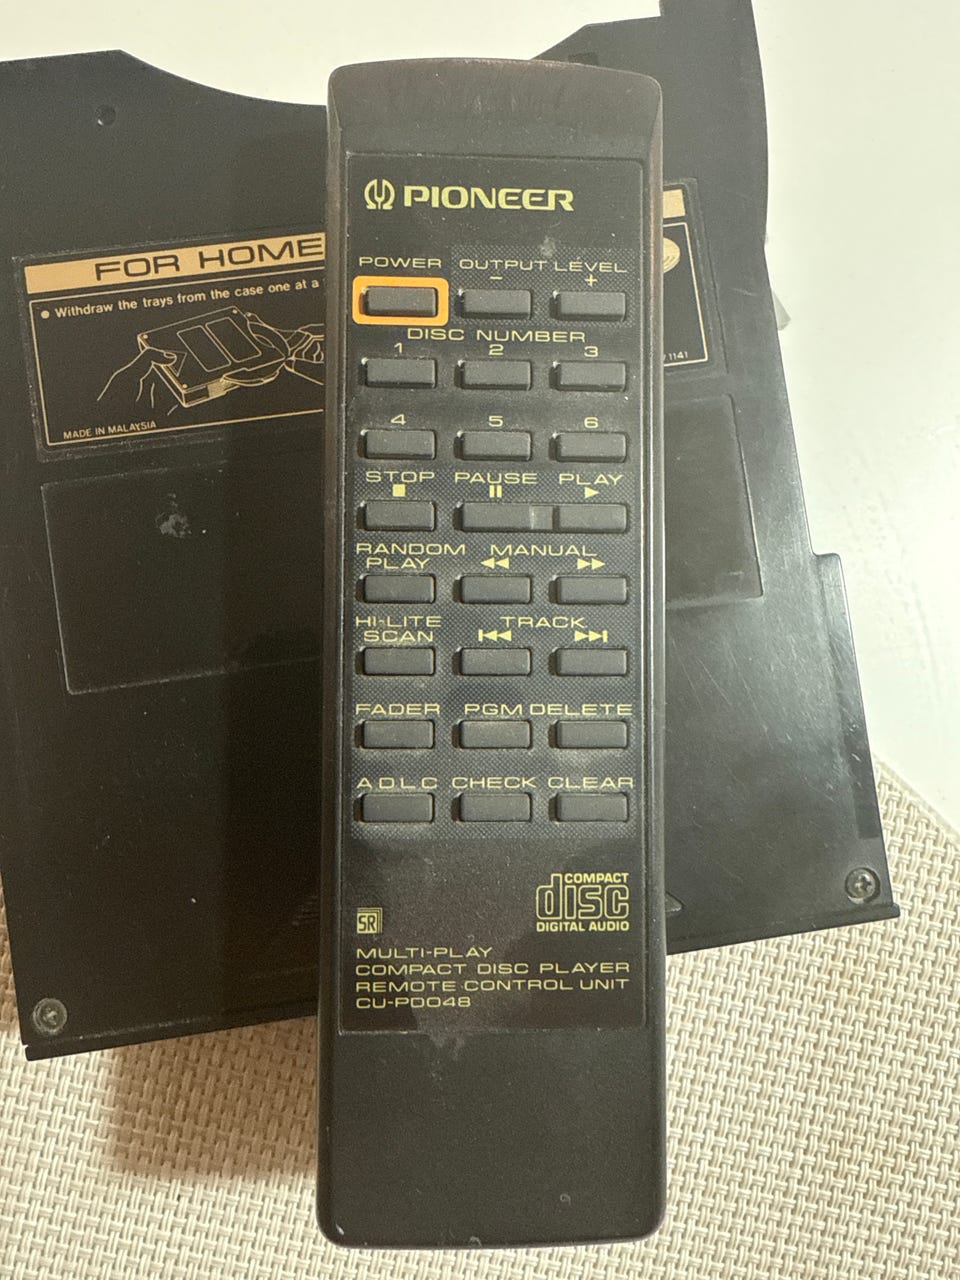 PIONEER
POWER OUTPUT LEVEL
− +
DISC NUMBER
1 2 3
4 5 6
STOP PAUSE PLAY
RANDOM MANUAL
PLAY
HI-LITE TRACK
SCAN
FADER PGM DELETE
A D L C CHECK CLEAR
COMPACT
disc
DIGITAL AUDIO
SR
MULTI-PLAY
COMPACT DISC PLAYER
REMOTE CONTROL UNIT
CU-PD048
FOR HOME
• Withdraw the trays from the case one at a
MADE IN MALAYSIA
1141